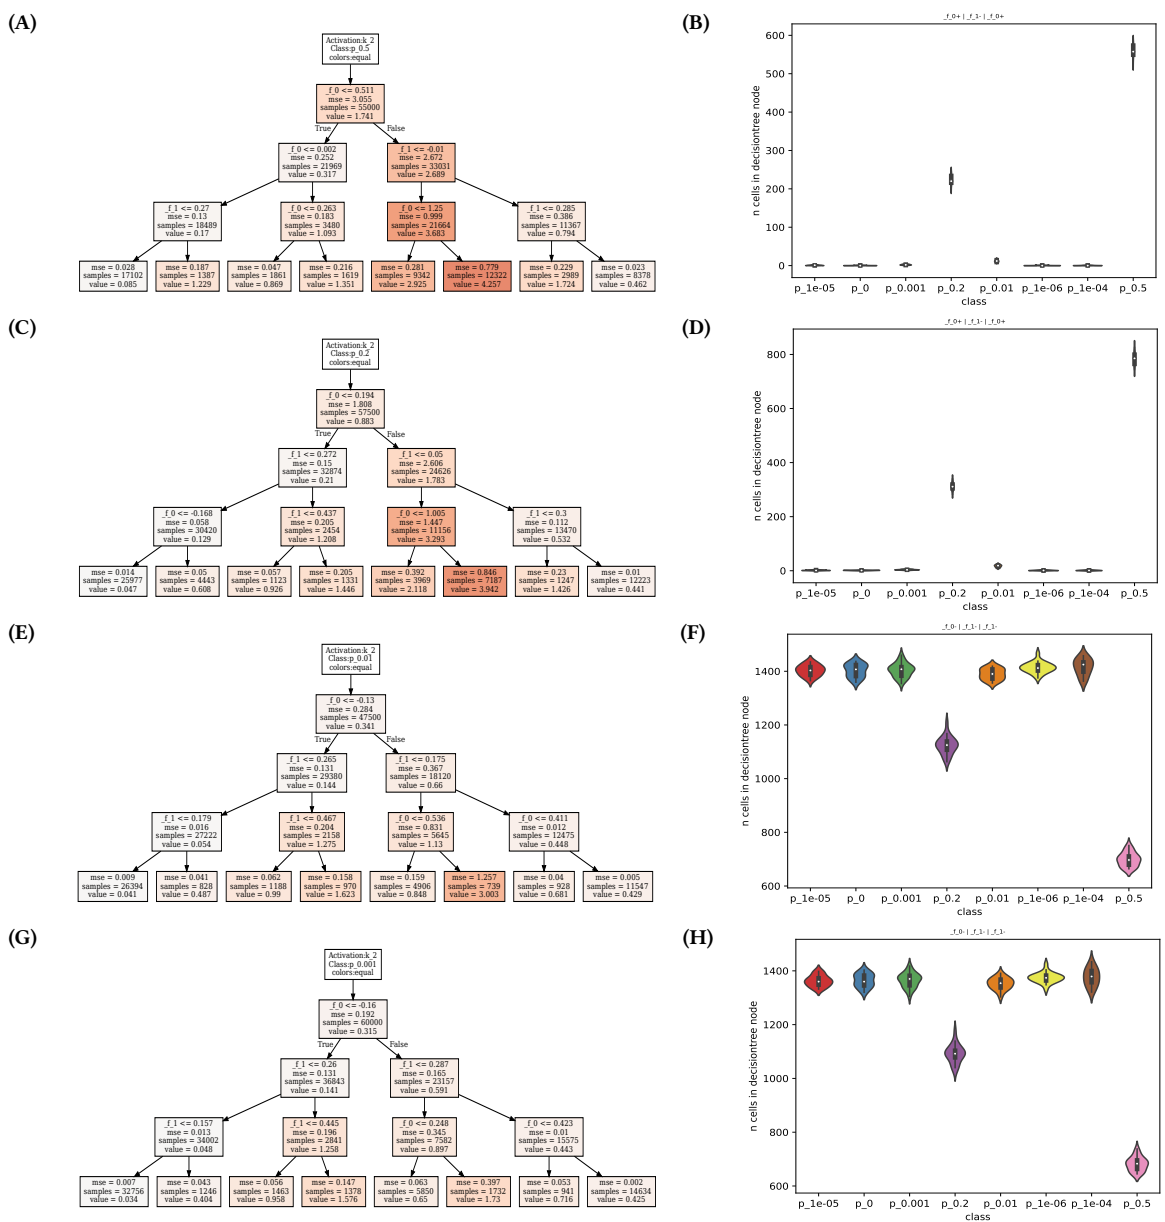 (A)
Activation:k_2
Class:p_0.5
colors:equal
_f_0 <= 0.511
mse = 3.055
samples = 55000
value = 1.741
True
False
_f_0 <= 0.002
mse = 0.252
samples = 21969
value = 0.317
_f_1 <= -0.01
mse = 2.672
samples = 33031
value = 2.689
_f_1 <= 0.27
mse = 0.13
samples = 18489
value = 0.17
_f_0 <= 0.263
mse = 0.183
samples = 3480
value = 1.093
_f_0 <= 1.25
mse = 0.999
samples = 21664
value = 3.683
_f_1 <= 0.285
mse = 0.386
samples = 11367
value = 0.794
mse = 0.028
samples = 17102
value = 0.085
mse = 0.187
samples = 1387
value = 1.229
mse = 0.047
samples = 1861
value = 0.869
mse = 0.216
samples = 1619
value = 1.351
mse = 0.281
samples = 9342
value = 2.925
mse = 0.779
samples = 12322
value = 4.257
mse = 0.229
samples = 2989
value = 1.724
mse = 0.023
samples = 8378
value = 0.462
(B)
_f_0+ | _f_1- | _f_0+
n cells in decisiontree node
600
500
400
300
200
100
0
p_1e-05 p_0 p_0.001 p_0.2 p_0.01 p_1e-06 p_1e-04 p_0.5
class
(C)
Activation:k_2
Class:p_0.2
colors:equal
_f_0 <= 0.194
mse = 1.808
samples = 57500
value = 0.883
True
False
_f_1 <= 0.272
mse = 0.15
samples = 32874
value = 0.21
_f_1 <= 0.05
mse = 2.606
samples = 24626
value = 1.783
_f_0 <= -0.168
mse = 0.058
samples = 30420
value = 0.129
_f_1 <= 0.437
mse = 0.205
samples = 2454
value = 1.208
_f_0 <= 1.005
mse = 1.447
samples = 11156
value = 3.293
_f_1 <= 0.3
mse = 0.112
samples = 13470
value = 0.532
mse = 0.014
samples = 25977
value = 0.047
mse = 0.05
samples = 4443
value = 0.608
mse = 0.057
samples = 1123
value = 0.926
mse = 0.205
samples = 1331
value = 1.446
mse = 0.392
samples = 3969
value = 2.118
mse = 0.846
samples = 7187
value = 3.942
mse = 0.23
samples = 1247
value = 1.426
mse = 0.01
samples = 12223
value = 0.441
(D)
_f_0+ | _f_1- | _f_0+
n cells in decisiontree node
800
600
400
200
0
p_1e-05 p_0 p_0.001 p_0.2 p_0.01 p_1e-06 p_1e-04 p_0.5
class
(E)
Activation:k_2
Class:p_0.01
colors:equal
_f_0 <= -0.13
mse = 0.284
samples = 47500
value = 0.341
True
False
_f_1 <= 0.265
mse = 0.131
samples = 29380
value = 0.144
_f_1 <= 0.175
mse = 0.367
samples = 18120
value = 0.66
_f_1 <= 0.179
mse = 0.016
samples = 27222
value = 0.054
_f_1 <= 0.467
mse = 0.204
samples = 2158
value = 1.275
_f_0 <= 0.536
mse = 0.831
samples = 5645
value = 1.13
_f_0 <= 0.411
mse = 0.012
samples = 12475
value = 0.448
mse = 0.009
samples = 26394
value = 0.041
mse = 0.041
samples = 828
value = 0.487
mse = 0.062
samples = 1188
value = 0.99
mse = 0.158
samples = 970
value = 1.623
mse = 0.159
samples = 4906
value = 0.848
mse = 1.257
samples = 739
value = 3.003
mse = 0.04
samples = 928
value = 0.681
mse = 0.005
samples = 11547
value = 0.429
(F)
_f_0- | _f_1- | _f_1-
n cells in decisiontree node
1400
1200
1000
800
600
p_1e-05 p_0 p_0.001 p_0.2 p_0.01 p_1e-06 p_1e-04 p_0.5
class
(G)
Activation:k_2
Class:p_0.001
colors:equal
_f_0 <= -0.16
mse = 0.192
samples = 60000
value = 0.315
True
False
_f_1 <= 0.26
mse = 0.131
samples = 36843
value = 0.141
_f_1 <= 0.287
mse = 0.165
samples = 23157
value = 0.591
_f_1 <= 0.157
mse = 0.013
samples = 34002
value = 0.048
_f_1 <= 0.445
mse = 0.196
samples = 2841
value = 1.258
_f_0 <= 0.248
mse = 0.345
samples = 7582
value = 0.897
_f_0 <= 0.423
mse = 0.01
samples = 15575
value = 0.443
mse = 0.007
samples = 32756
value = 0.034
mse = 0.043
samples = 1246
value = 0.404
mse = 0.056
samples = 1463
value = 0.958
mse = 0.147
samples = 1378
value = 1.576
mse = 0.063
samples = 5850
value = 0.65
mse = 0.397
samples = 1732
value = 1.73
mse = 0.053
samples = 941
value = 0.716
mse = 0.002
samples = 14634
value = 0.425
(H)
_f_0- | _f_1- | _f_1-
n cells in decisiontree node
1400
1200
1000
800
600
p_1e-05 p_0 p_0.001 p_0.2 p_0.01 p_1e-06 p_1e-04 p_0.5
class